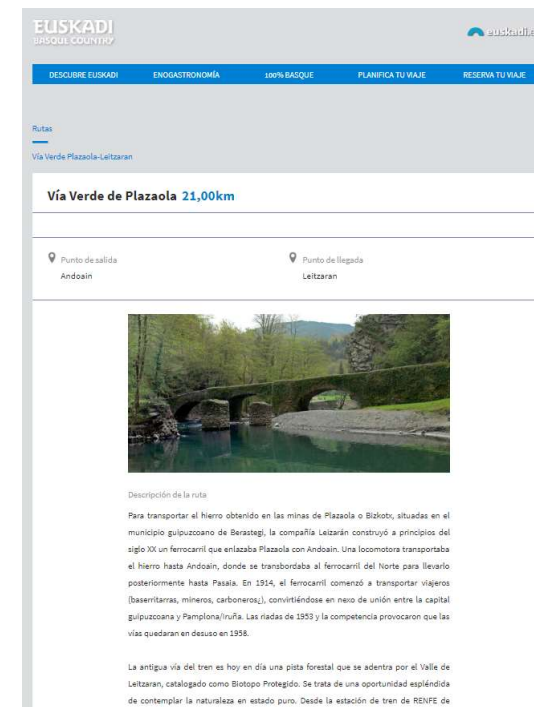 EUSKADI
BASQUE COUNTRY
euskadi.e
DESCUBRE EUSKADI ENOGASTRONOMÍA 100% BASQUE PLANIFICA TU VIAJE RESERVA TU VIAJE
Rutas
Vía Verde Plazaola-Leitzaran
Vía Verde de Plazaola 21,00km
Punto de salida Punto de llegada
Andoain Leitzaran
Descripción de la ruta
Para transportar el hierro obtenido en las minas de Plazaola o Bizkotx, situadas en el
municipio guipuzcoano de Berastegi, la compañía Leizarán construyó a principios del
siglo XX un ferrocarril que enlazaba Plazaola con Andoain. Una locomotora transportaba
el hierro hasta Andoain, donde se transbordaba al ferrocarril del Norte para llevarlo
posteriormente hasta Pasaia. En 1914, el ferrocarril comenzó a transportar viajeros
(baserritarras, mineros, carboneros¿), convirtiéndose en nexo de unión entre la capital
guipuzcoana y Pamplona/Iruña. Las riadas de 1953 y la competencia provocaron que las
vías quedaran en desuso en 1958.
La antigua vía del tren es hoy en día una pista forestal que se adentra por el Valle de
Leitzaran, catalogado como Biotopo Protegido. Se trata de una oportunidad espléndida
de contemplar la naturaleza en estado puro. Desde la estación de tren de RENFE de